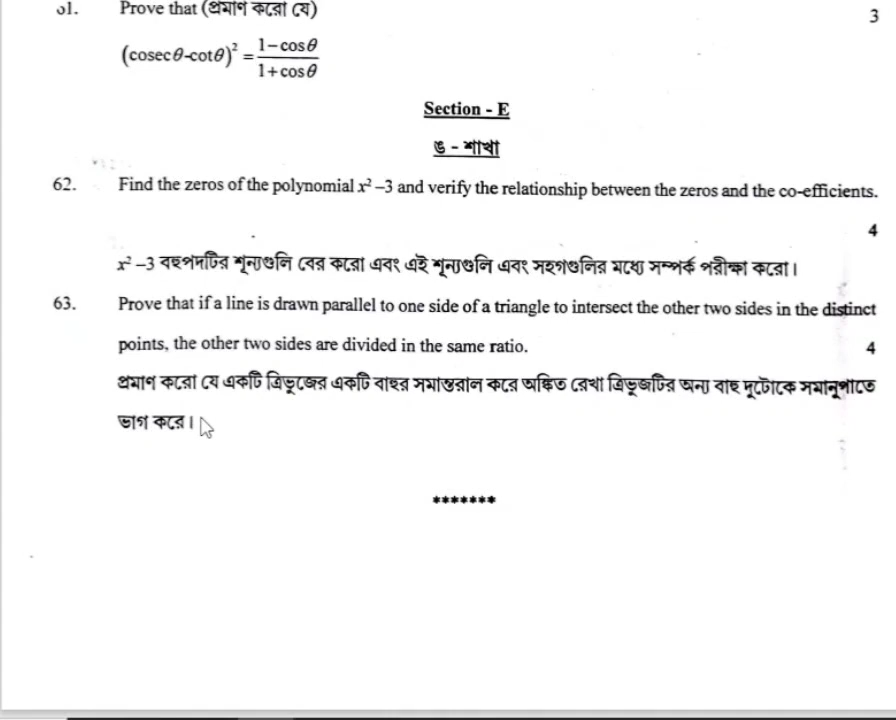 Prove that (প্রমাণ করো যে)
3
(cosecθ-cotθ)² = (1−cosθ)/(1+cosθ)
Section - E
ঙ - শাখা
62. Find the zeros of the polynomial x² −3 and verify the relationship between the zeros and the co-efficients.
4
x² −3 বহুপদটির শূন্যগুলি বের করো এবং এই শূন্যগুলি এবং সহগগুলির মধ্যে সম্পর্ক পরীক্ষা করো।
63. Prove that if a line is drawn parallel to one side of a triangle to intersect the other two sides in the distinct
points, the other two sides are divided in the same ratio. 4
প্রমাণ করো যে একটি ত্রিভুজের একটি বাহুর সমান্তরাল করে অঙ্কিত রেখা ত্রিভুজটির অন্য বাহু দুটোকে সমানুপাতে
ভাগ করে।
*******